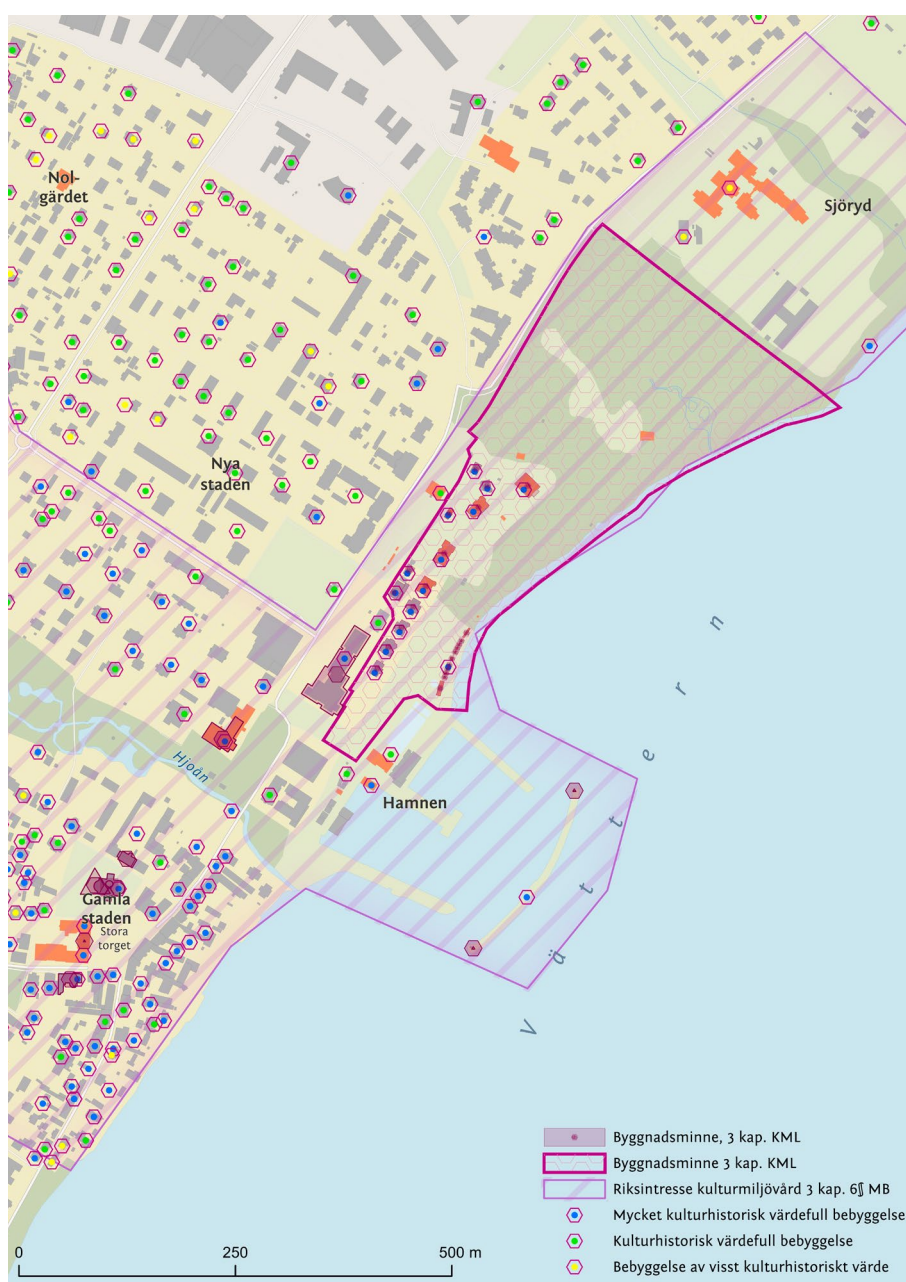 Nol-
gärdet
Sjöryd
Nya
staden
Hjoån
Hamnen
Vättern
Gamla
staden
Stora
torget
Byggnadsminne, 3 kap. KML
Byggnadsminne 3 kap. KML
Riksintresse kulturmiljövård 3 kap. 6§ MB
Mycket kulturhistorisk värdefull bebyggelse
Kulturhistorisk värdefull bebyggelse
Bebyggelse av visst kulturhistoriskt värde
0 250 500 m